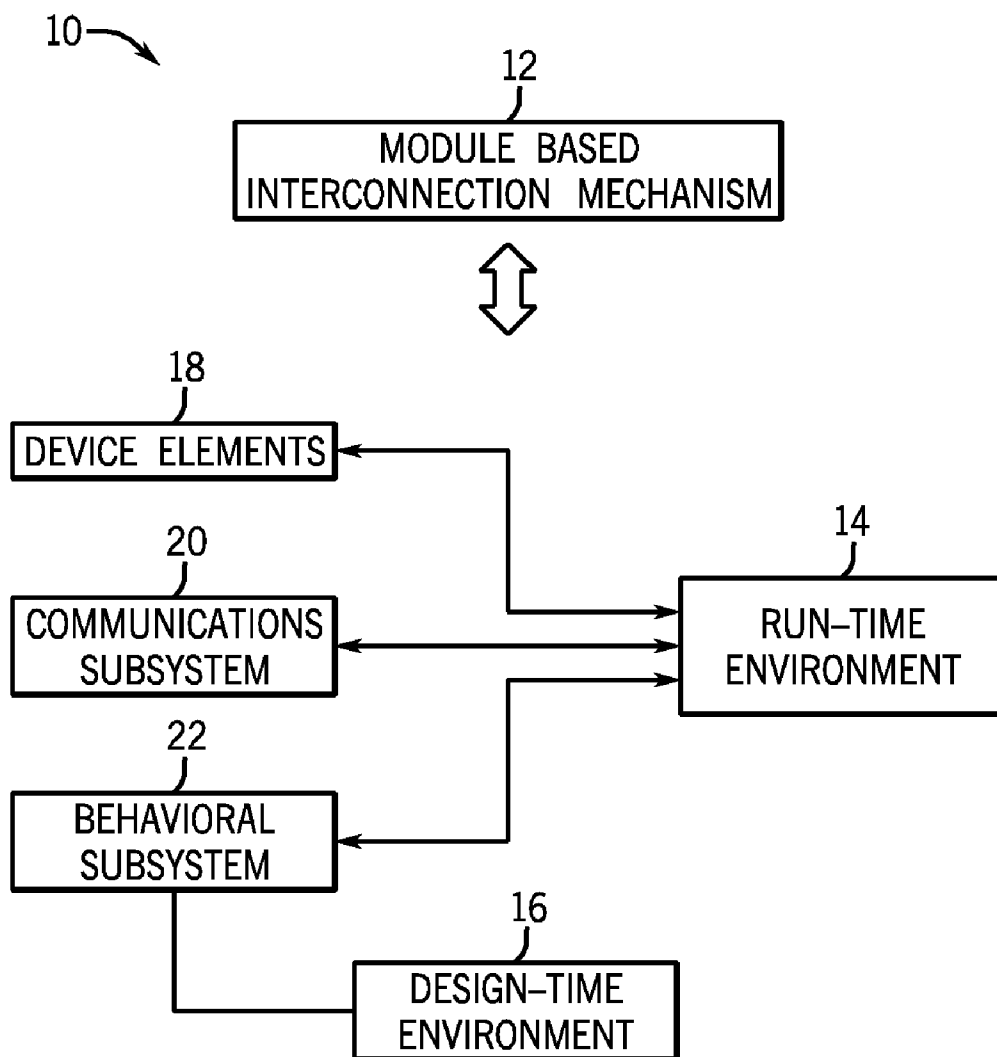 10
12
MODULE BASED
INTERCONNECTION MECHANISM
18
DEVICE ELEMENTS
20
COMMUNICATIONS
SUBSYSTEM
14
RUN–TIME
ENVIRONMENT
22
BEHAVIORAL
SUBSYSTEM
16
DESIGN–TIME
ENVIRONMENT